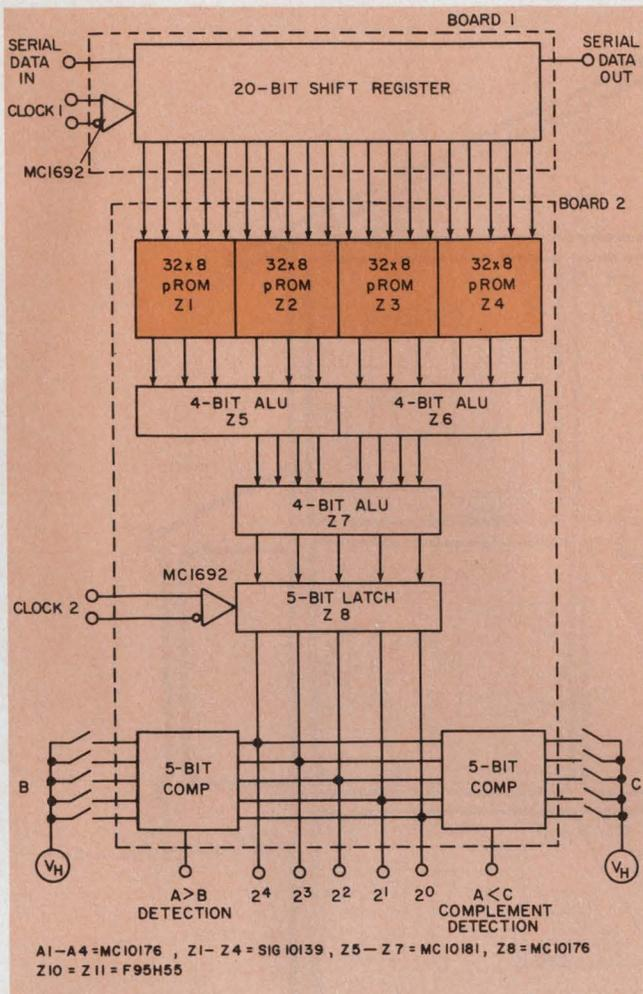 BOARD 1
SERIAL
DATA
IN
SERIAL
DATA
OUT
20-BIT SHIFT REGISTER
CLOCK 1
MC1692
BOARD 2
32x8
pROM
Z1
32x8
pROM
Z2
32x8
pROM
Z3
32x8
pROM
Z4
4-BIT ALU
Z5
4-BIT ALU
Z6
4-BIT ALU
Z7
MC1692
CLOCK 2
5-BIT LATCH
Z8
B
5-BIT
COMP
5-BIT
COMP
C
VH
VH
A>B
DETECTION
2⁴
2³
2²
2¹
2⁰
A<C
COMPLEMENT
DETECTION
A1-A4=MC10176 , Z1-Z4=SIG10139, Z5-Z7=MC10181, Z8=MC10176
Z10=Z11=F95H55